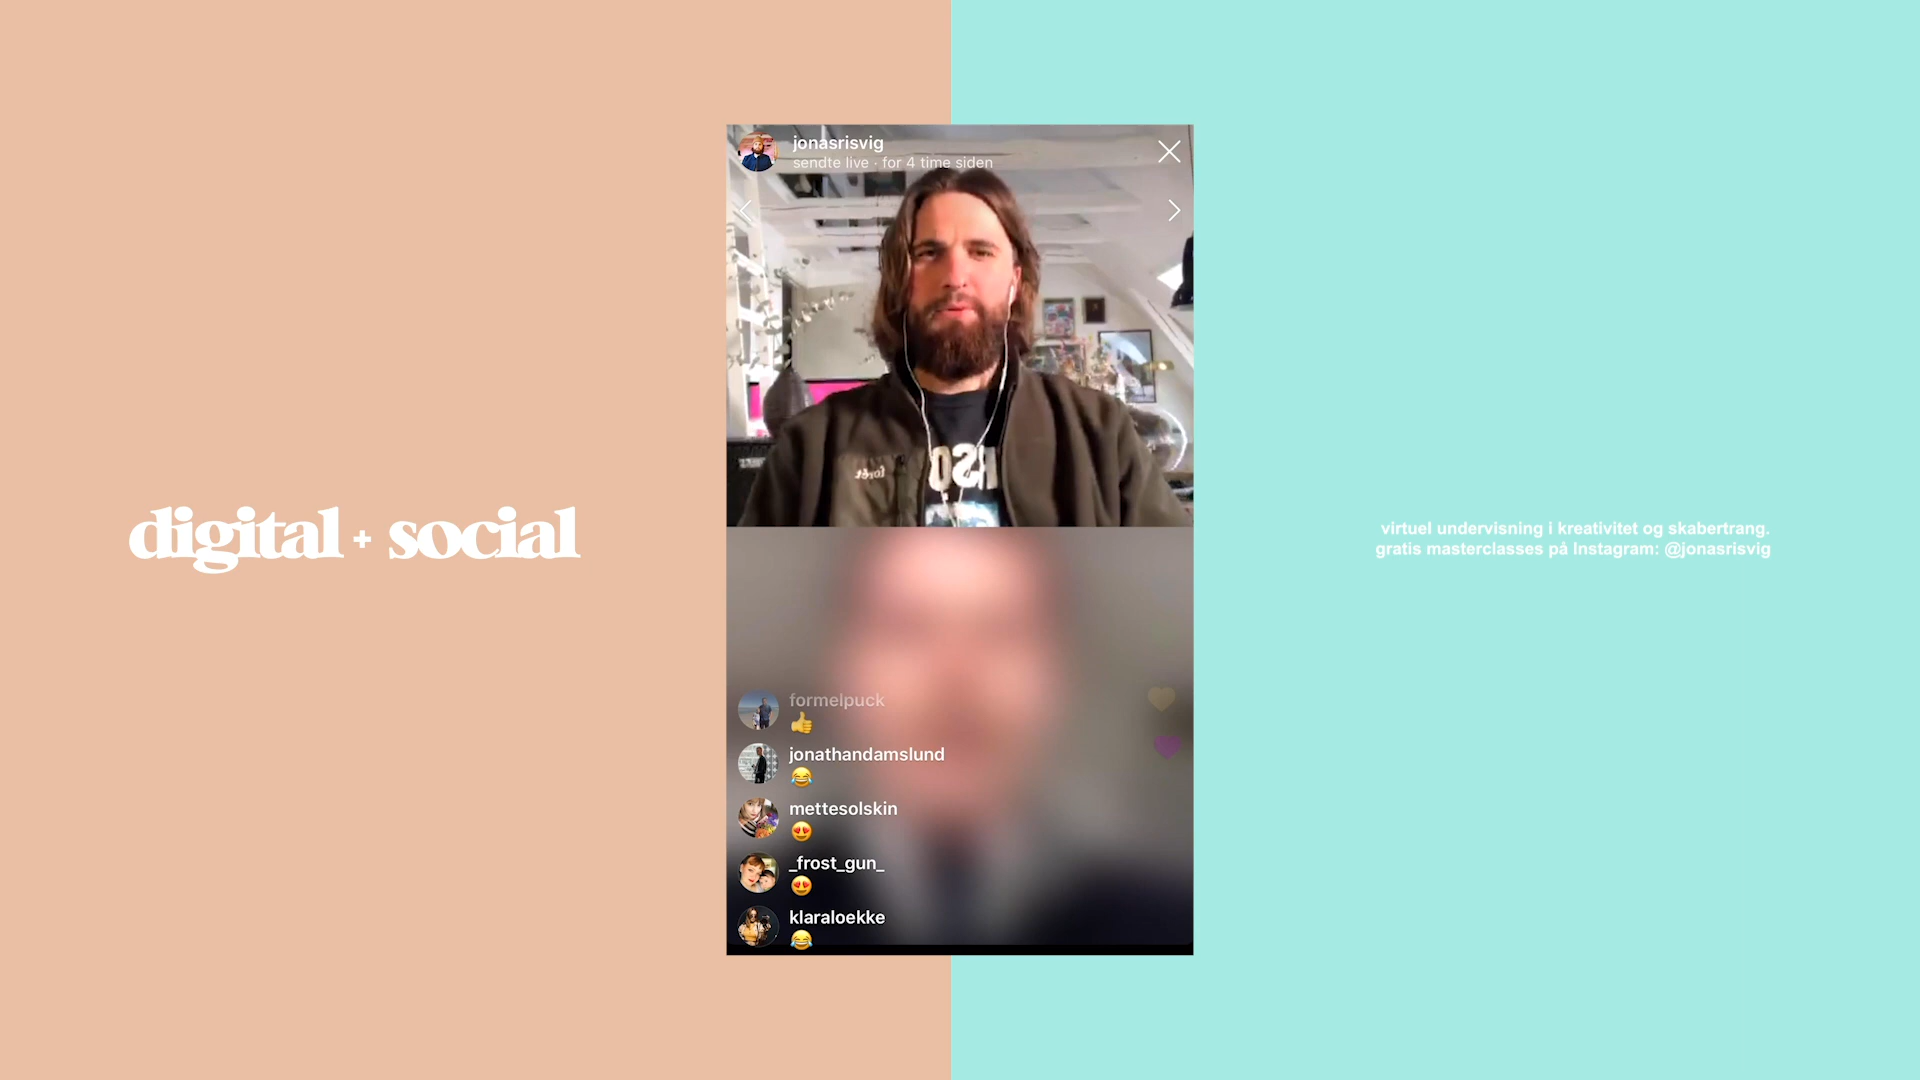 jonasrisvig
sendte live · for 4 time siden
digital + social
virtuel undervisning i kreativitet og skabertrang.
gratis masterclasses på Instagram: @jonasrisvig
formelpuck
👍
jonathandamslund
😂
mettesolskin
😍
_frost_gun_
😍
klaraloekke
😂